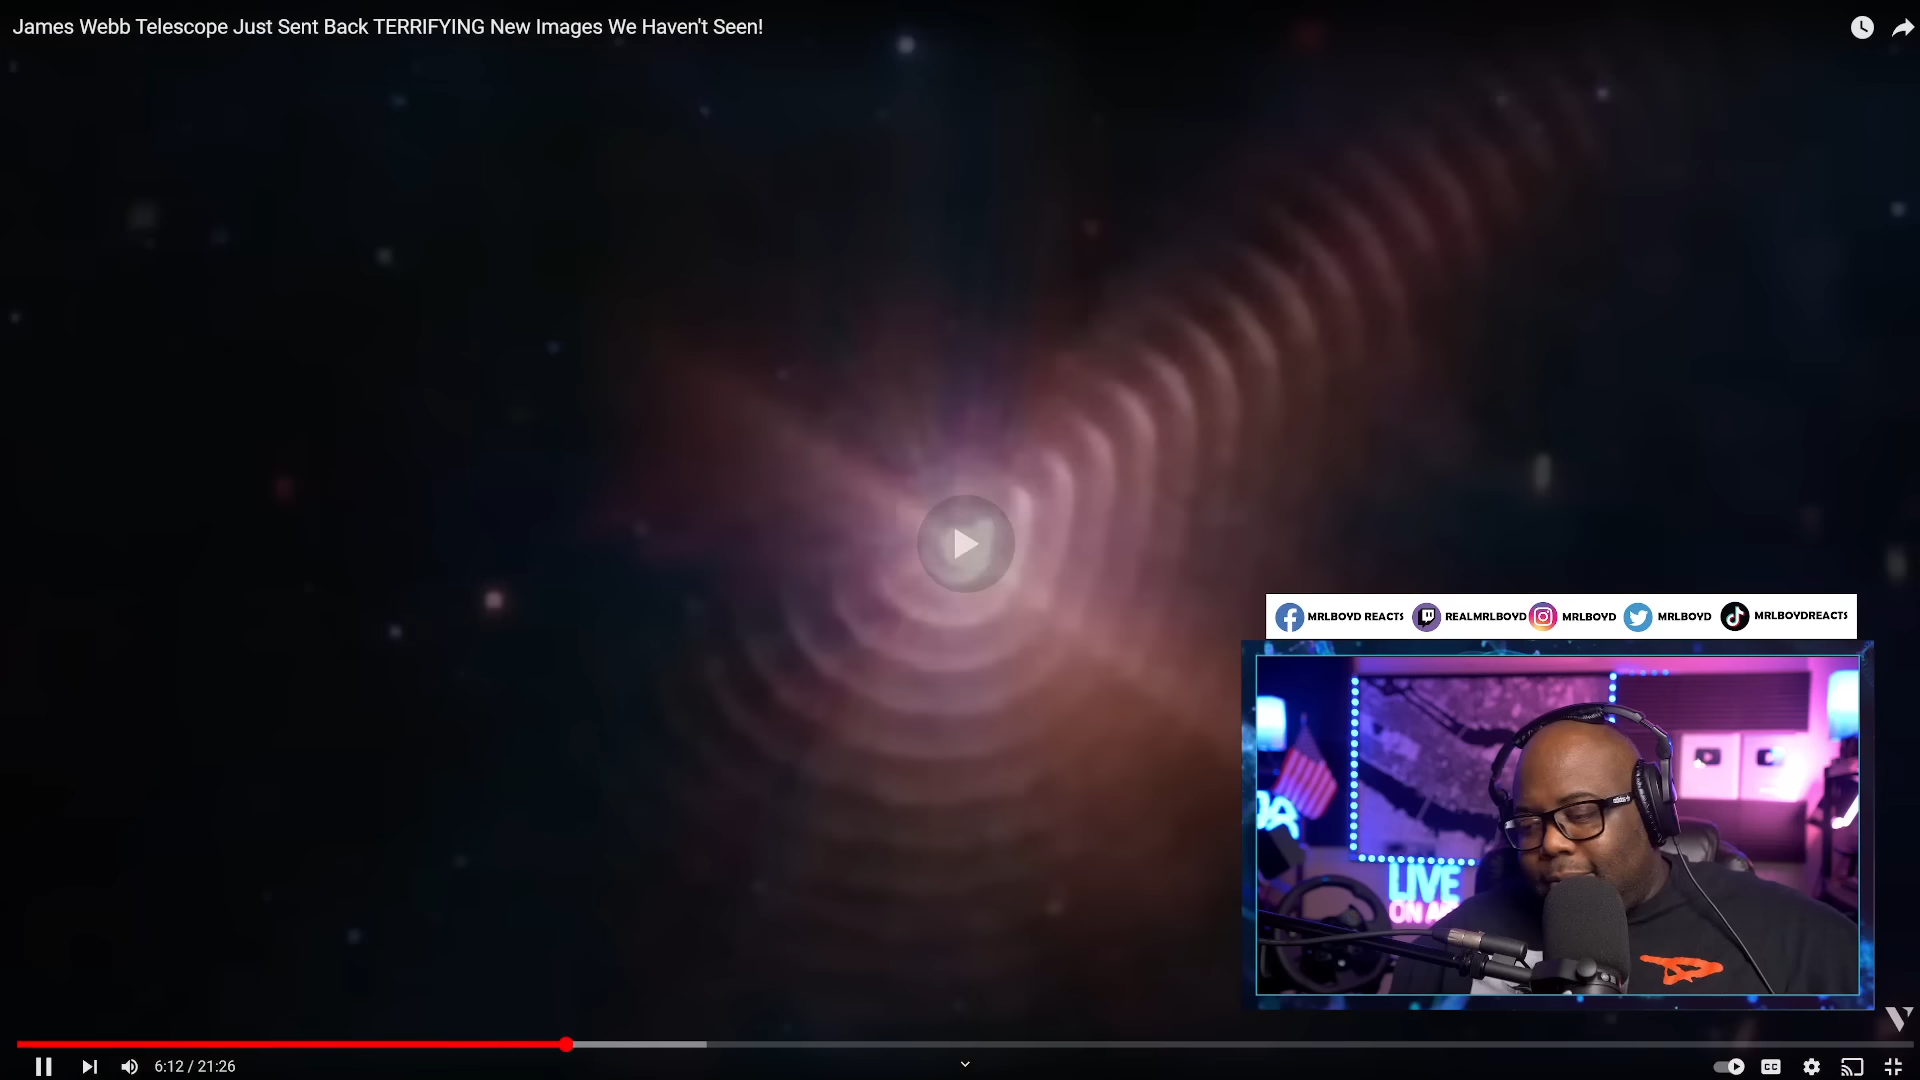 James Webb Telescope Just Sent Back TERRIFYING New Images We Haven't Seen!
MRLBOYD REACTS REALMRLBOYD MRLBOYD MRLBOYD MRLBOYDREACTS
LIVE
6:12 / 21:26
CC